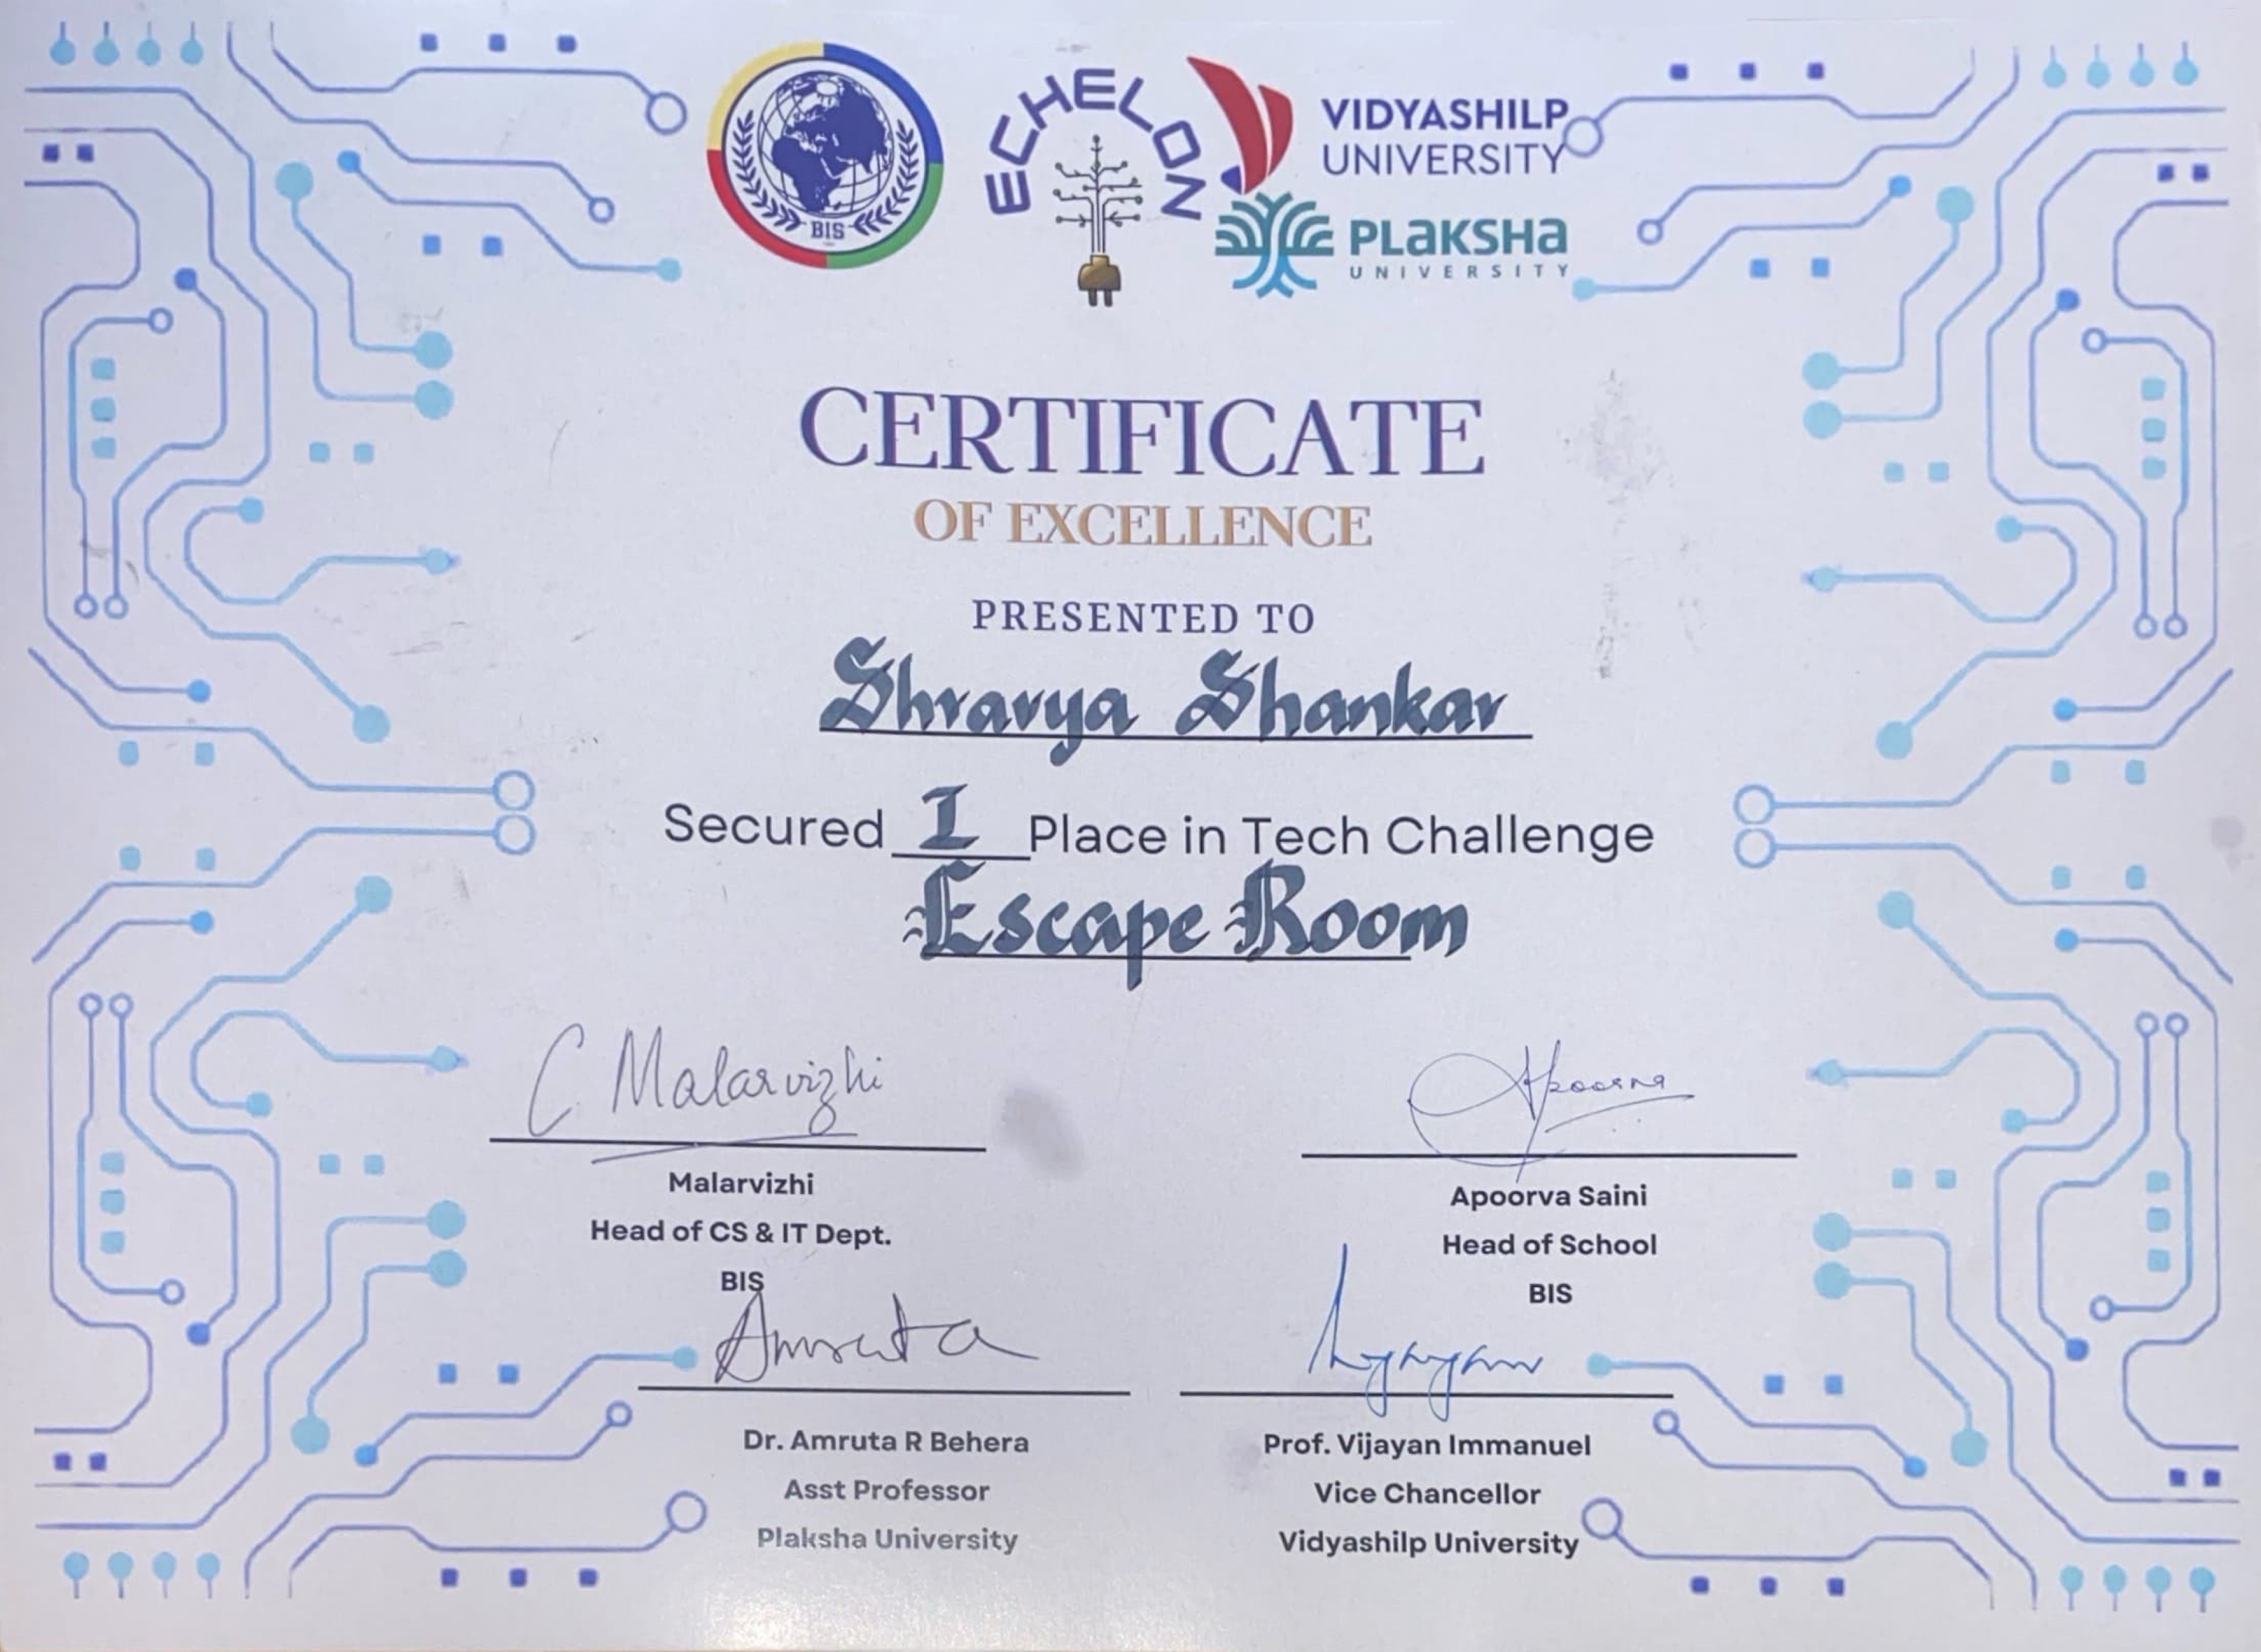 BIS
ECHELON
VIDYASHILP
UNIVERSITY
PLAKSHA
UNIVERSITY
CERTIFICATE
OF EXCELLENCE
PRESENTED TO
Shravya Shankar
Secured I Place in Tech Challenge
Escape Room
C. Malarvizhi
Malarvizhi
Head of CS & IT Dept.
BIS
Apoorva
Apoorva Saini
Head of School
BIS
Amruta
Dr. Amruta R Behera
Asst Professor
Plaksha University
Prof. Vijayan Immanuel
Vice Chancellor
Vidyashilp University